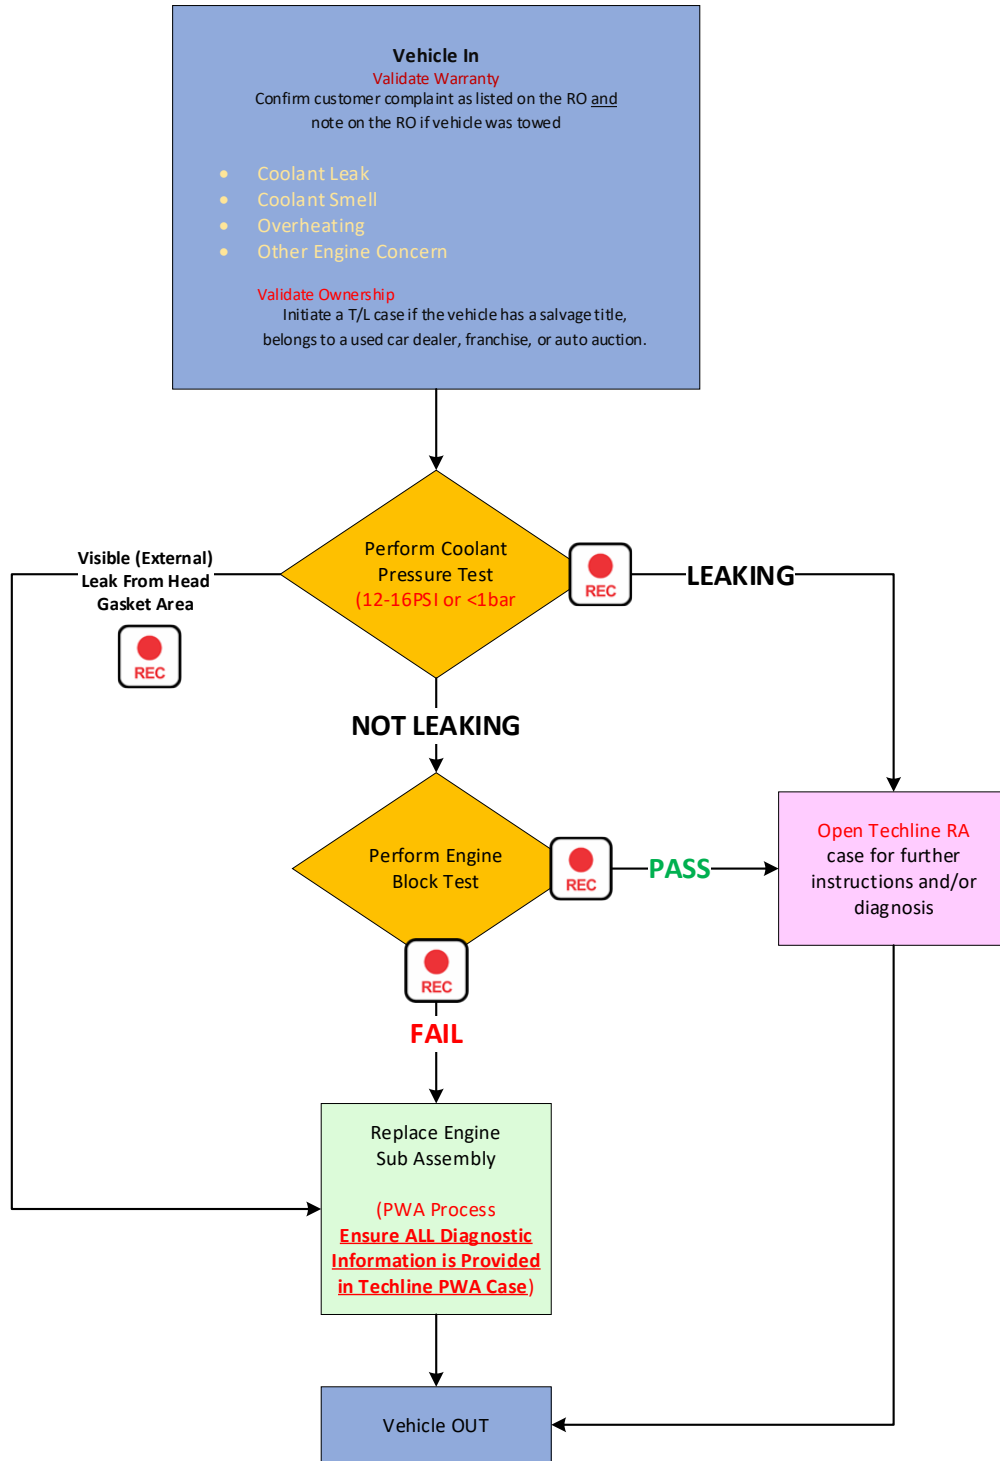 Vehicle In
Validate Warranty
Confirm customer complaint as listed on the RO and
note on the RO if vehicle was towed
• Coolant Leak
• Coolant Smell
• Overheating
• Other Engine Concern
Validate Ownership
Initiate a T/L case if the vehicle has a salvage title,
belongs to a used car dealer, franchise, or auto auction.
Perform Coolant
Pressure Test
(12-16PSI or <1bar
REC
LEAKING
Visible (External)
Leak From Head
Gasket Area
REC
NOT LEAKING
Perform Engine
Block Test
REC
PASS
Open Techline RA
case for further
instructions and/or
diagnosis
REC
FAIL
Replace Engine
Sub Assembly
(PWA Process
Ensure ALL Diagnostic
Information is Provided
in Techline PWA Case)
Vehicle OUT